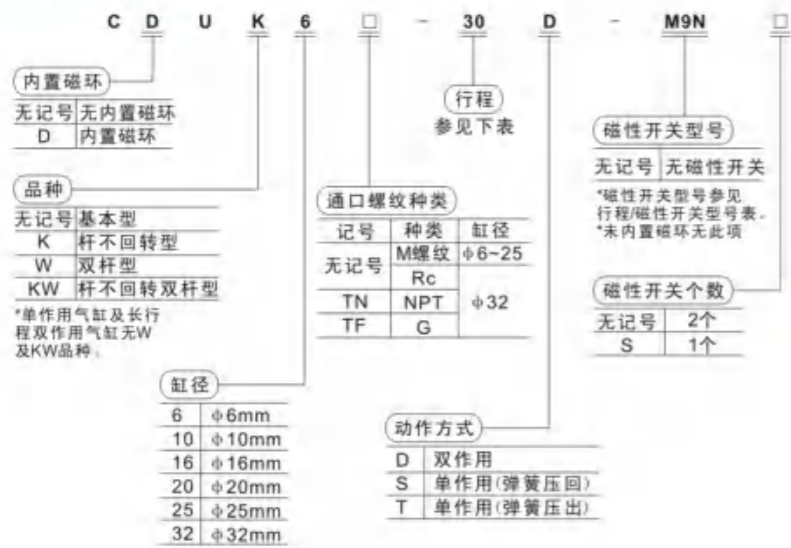 C D U K 6 □ - 30 D - M9N □
内置磁环
无记号 无内置磁环
D 内置磁环
品种
无记号 基本型
K 杆不回转型
W 双杆型
KW 杆不回转双杆型
*单作用气缸及长行
程双作用气缸无W
及KW品种。
缸径
6 φ6mm
10 φ10mm
16 φ16mm
20 φ20mm
25 φ25mm
32 φ32mm
通口螺纹种类
记号 种类 缸径
无记号 M螺纹 φ6~25
Rc φ32
TN NPT
TF G
行程
参见下表
动作方式
D 双作用
S 单作用(弹簧压回)
T 单作用(弹簧压出)
磁性开关型号
无记号 无磁性开关
*磁性开关型号参见
行程/磁性开关型号表。
*未内置磁环无此项
磁性开关个数
无记号 2个
S 1个